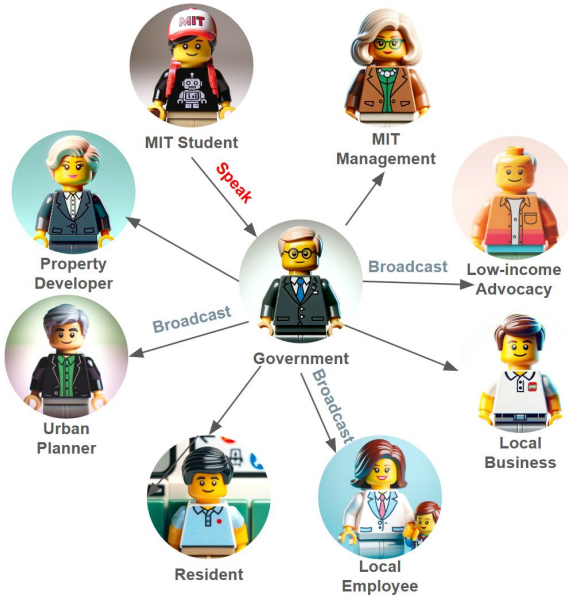 MIT
MIT Student
MIT
Management
Speak
Property
Developer
Broadcast
Low-income
Advocacy
Broadcast
Government
Urban
Planner
Broadcast
Local
Business
Resident
Local
Employee